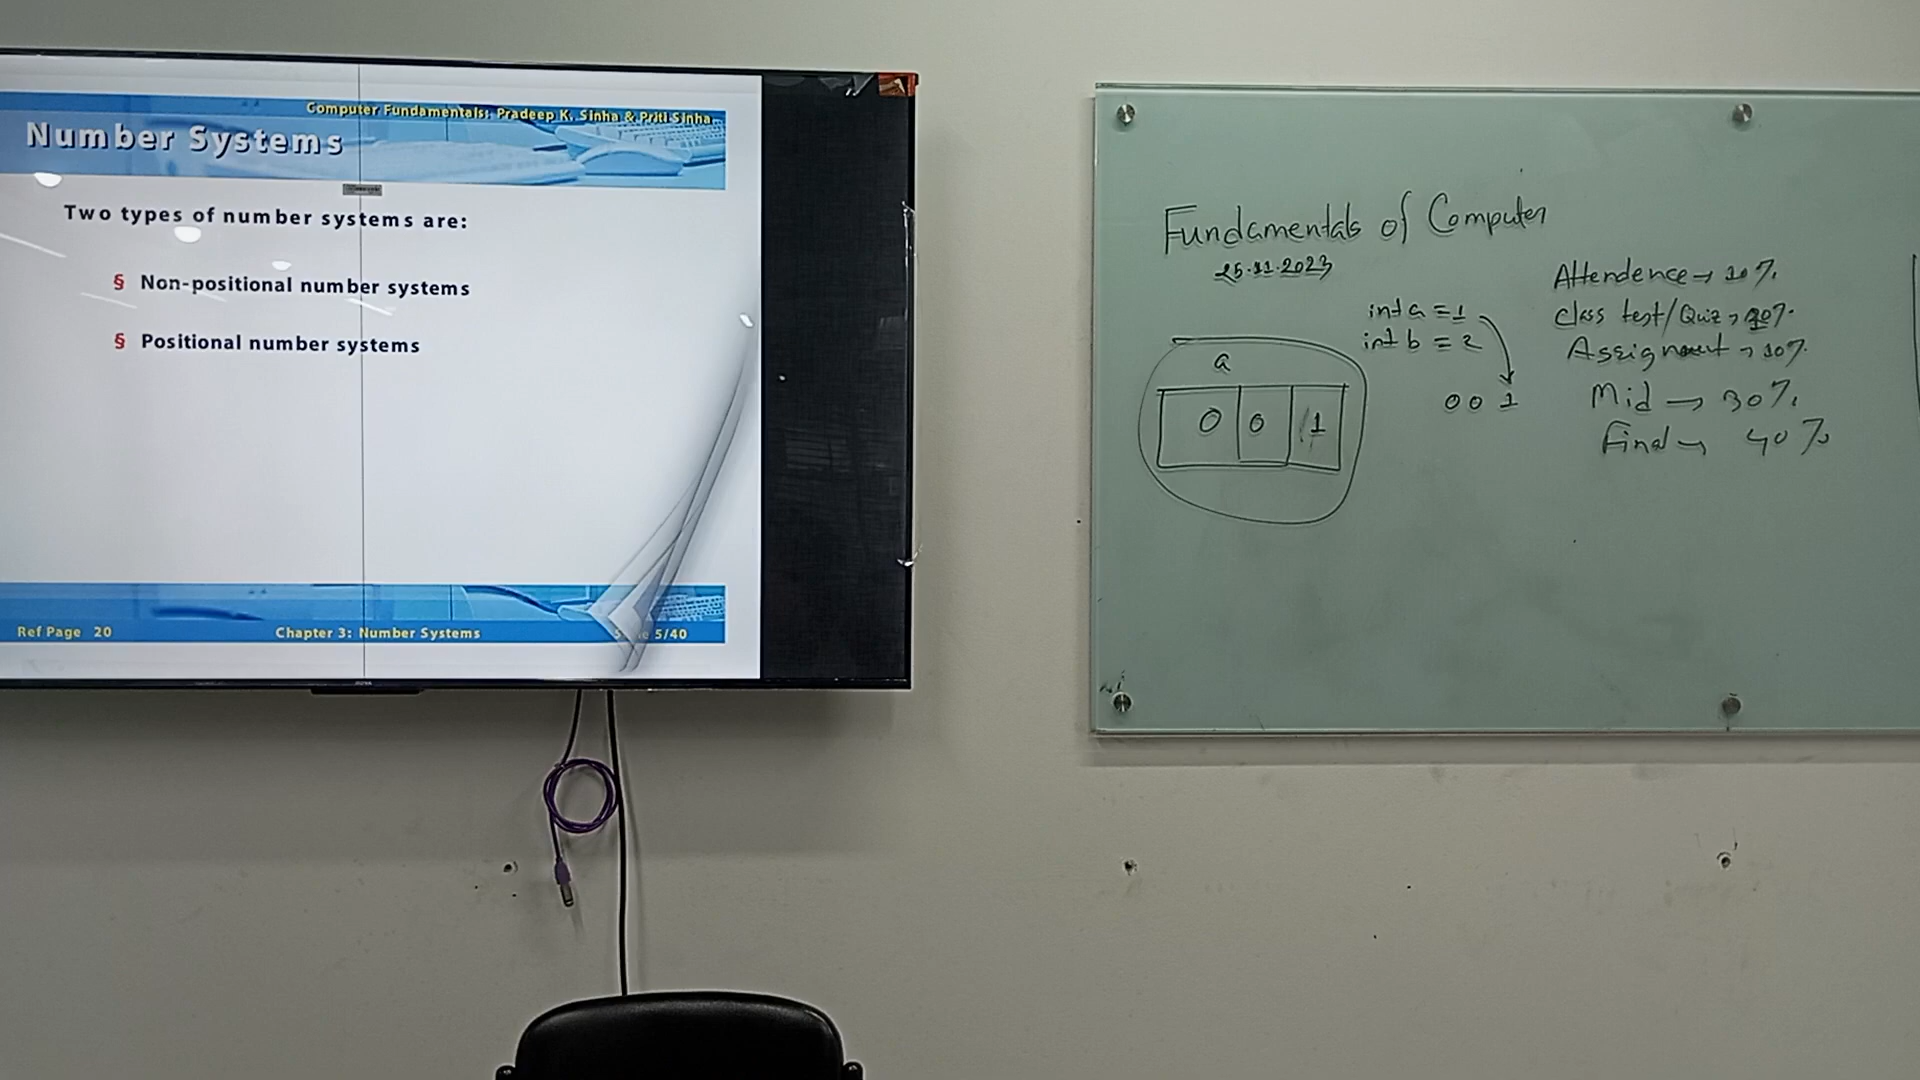 Computer Fundamentals: Pradeep K. Sinha & Priti Sinha
Number Systems
Two types of number systems are:
§ Non-positional number systems
§ Positional number systems
Ref Page 20
Chapter 3: Number Systems
5/40
Fundamentals of Computer
25.11.2023
int a = 1
int b = 2
0 0 1
a
0 0 1
Attendence → 10%
Class test/Quiz → 10%
Assignment → 10%
Mid → 30%
Final → 40%